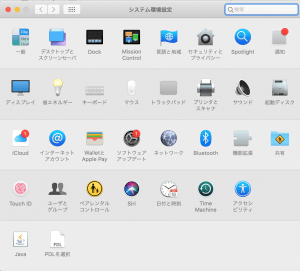 システム環境設定
検索
一般
デスクトップと
スクリーンセーバ
Dock
Mission
Control
言語と地域
セキュリティと
プライバシー
Spotlight
通知
ディスプレイ
省エネルギー
キーボード
マウス
トラックパッド
プリンタと
スキャナ
サウンド
起動ディスク
iCloud
インターネット
アカウント
Walletと
Apple Pay
ソフトウェア
アップデート
ネットワーク
Bluetooth
機能拡張
共有
Touch ID
ユーザと
グループ
ペアレンタル
コントロール
Siri
日付と時刻
Time
Machine
アクセシ
ビリティ
Java
PDL
PDLを選択